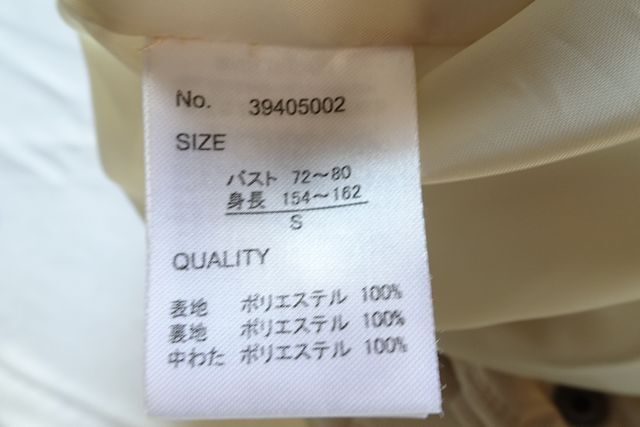 No. 39405002
SIZE
バスト 72～80
身長 154～162
S
QUALITY
表地 ポリエステル 100%
裏地 ポリエステル 100%
中わた ポリエステル 100%